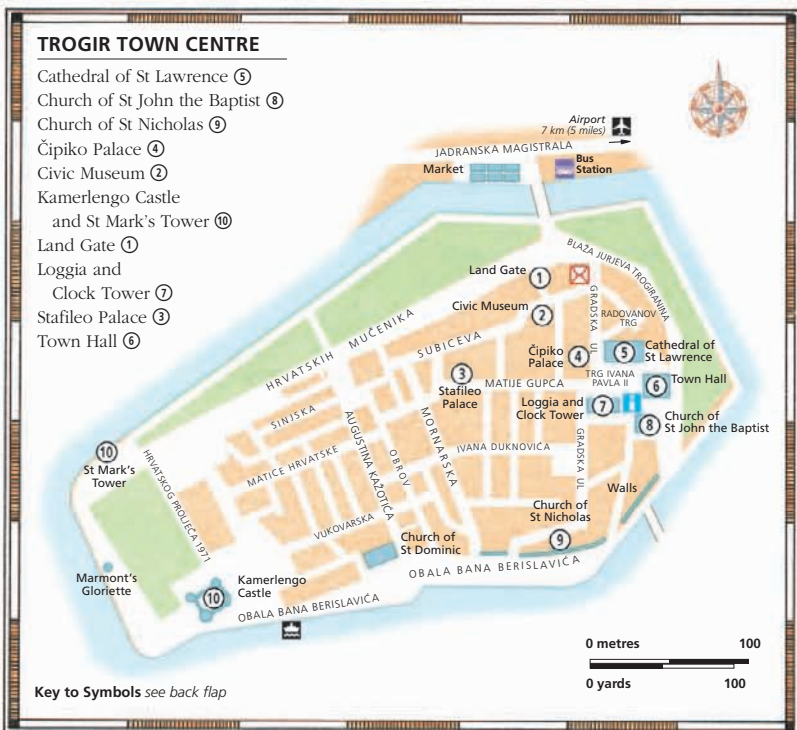 TROGIR TOWN CENTRE
Cathedral of St Lawrence ⑤
Church of St John the Baptist ⑧
Church of St Nicholas ⑨
Čipiko Palace ④
Civic Museum ②
Kamerlengo Castle
and St Mark's Tower ⑩
Land Gate ①
Loggia and
Clock Tower ⑦
Stafileo Palace ③
Town Hall ⑥
Airport
7 km (5 miles)
JADRANSKA MAGISTRALA
Market
Bus
Station
BLAŽA JURJEVA TROGIRANINA
Land Gate ①
Civic Museum ②
GRADSKA UL
RADOVANOV
TRG
HRVATSKIH MUČENIKA
SUBICEVA
Čipiko
Palace ④
⑤ Cathedral of
St Lawrence
③
Stafileo
Palace
MATIJE GUPCA
TRG IVANA
PAVLA II
⑥ Town Hall
Loggia and
Clock Tower ⑦
i
⑧ Church of
St John the Baptist
SINJSKA
AUGUSTINA KAŽOTIĆA
MORNARSKA
OBROV
MATICE HRVATSKE
IVANA DUKNOVIĆA
GRADSKA UL
⑩
St Mark's
Tower
HRVATSKOG PROLJEĆA 1971
Walls
VUKOVARSKA
Church of
St Nicholas
⑨
Church of
St Dominic
OBALA BANA BERISLAVIĆA
Marmont's
Gloriette
⑩ Kamerlengo
Castle
OBALA BANA BERISLAVIĆA
0 metres 100
0 yards 100
Key to Symbols see back flap